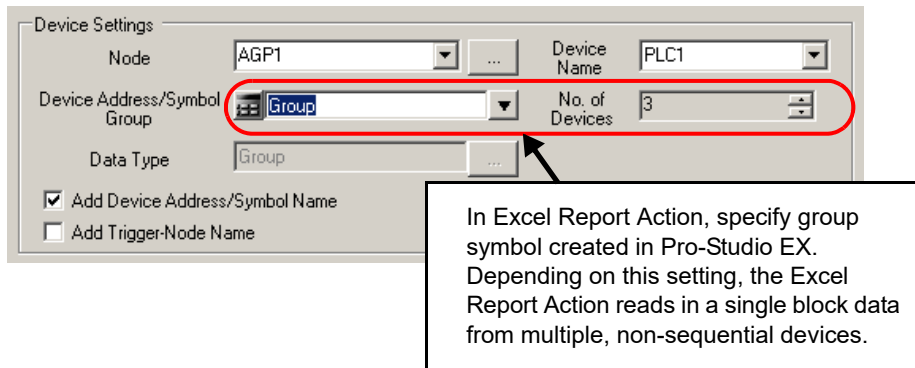 Device Settings
Node AGP1 ... Device Name PLC1
Device Address/Symbol Group Group No. of Devices 3
Data Type Group ...
Add Device Address/Symbol Name
Add Trigger-Node Name
In Excel Report Action, specify group
symbol created in Pro-Studio EX.
Depending on this setting, the Excel
Report Action reads in a single block data
from multiple, non-sequential devices.